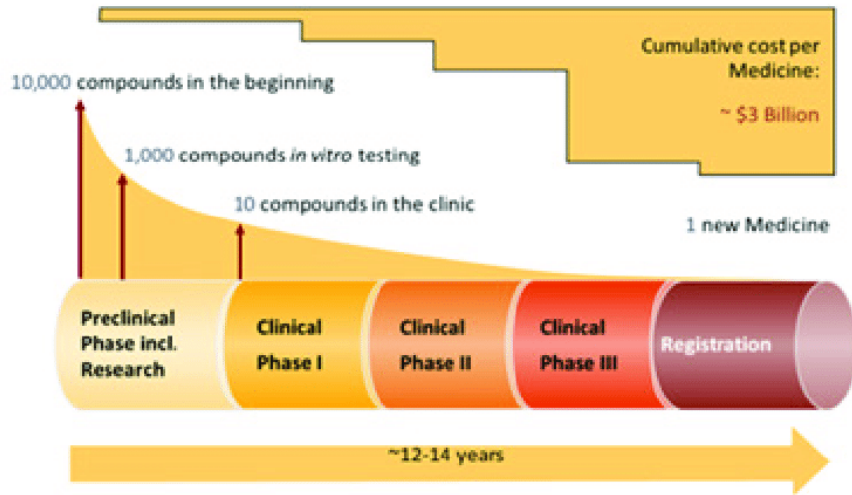 Cumulative cost per
Medicine:
~ $3 Billion
10,000 compounds in the beginning
1,000 compounds in vitro testing
10 compounds in the clinic
1 new Medicine
Preclinical
Phase incl.
Research
Clinical
Phase I
Clinical
Phase II
Clinical
Phase III
Registration
~12-14 years